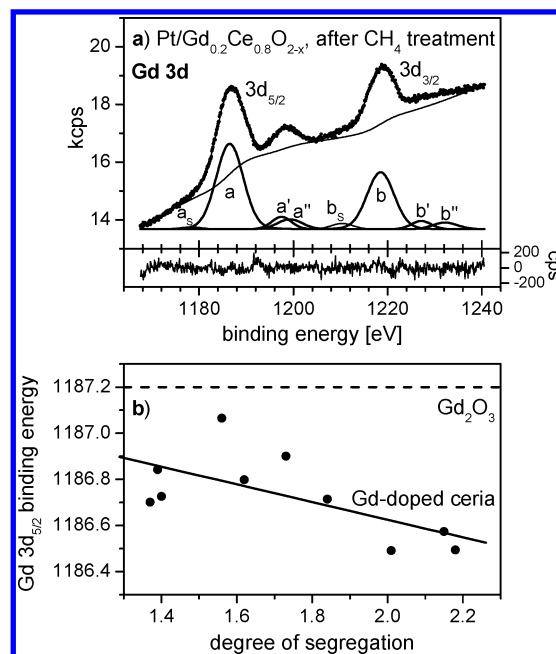 a) Pt/Gd0.2Ce0.8O2-x, after CH4 treatment
Gd 3d
3d5/2
3d3/2
kcps
20
18
16
14
as
a
a'
a"
bs
b
b'
b"
200
0
-200
cps
1180
1200
1220
1240
binding energy [eV]
b)
Gd2O3
Gd-doped ceria
Gd 3d5/2 binding energy
1187.2
1187.0
1186.8
1186.6
1186.4
1.4
1.6
1.8
2.0
2.2
degree of segregation